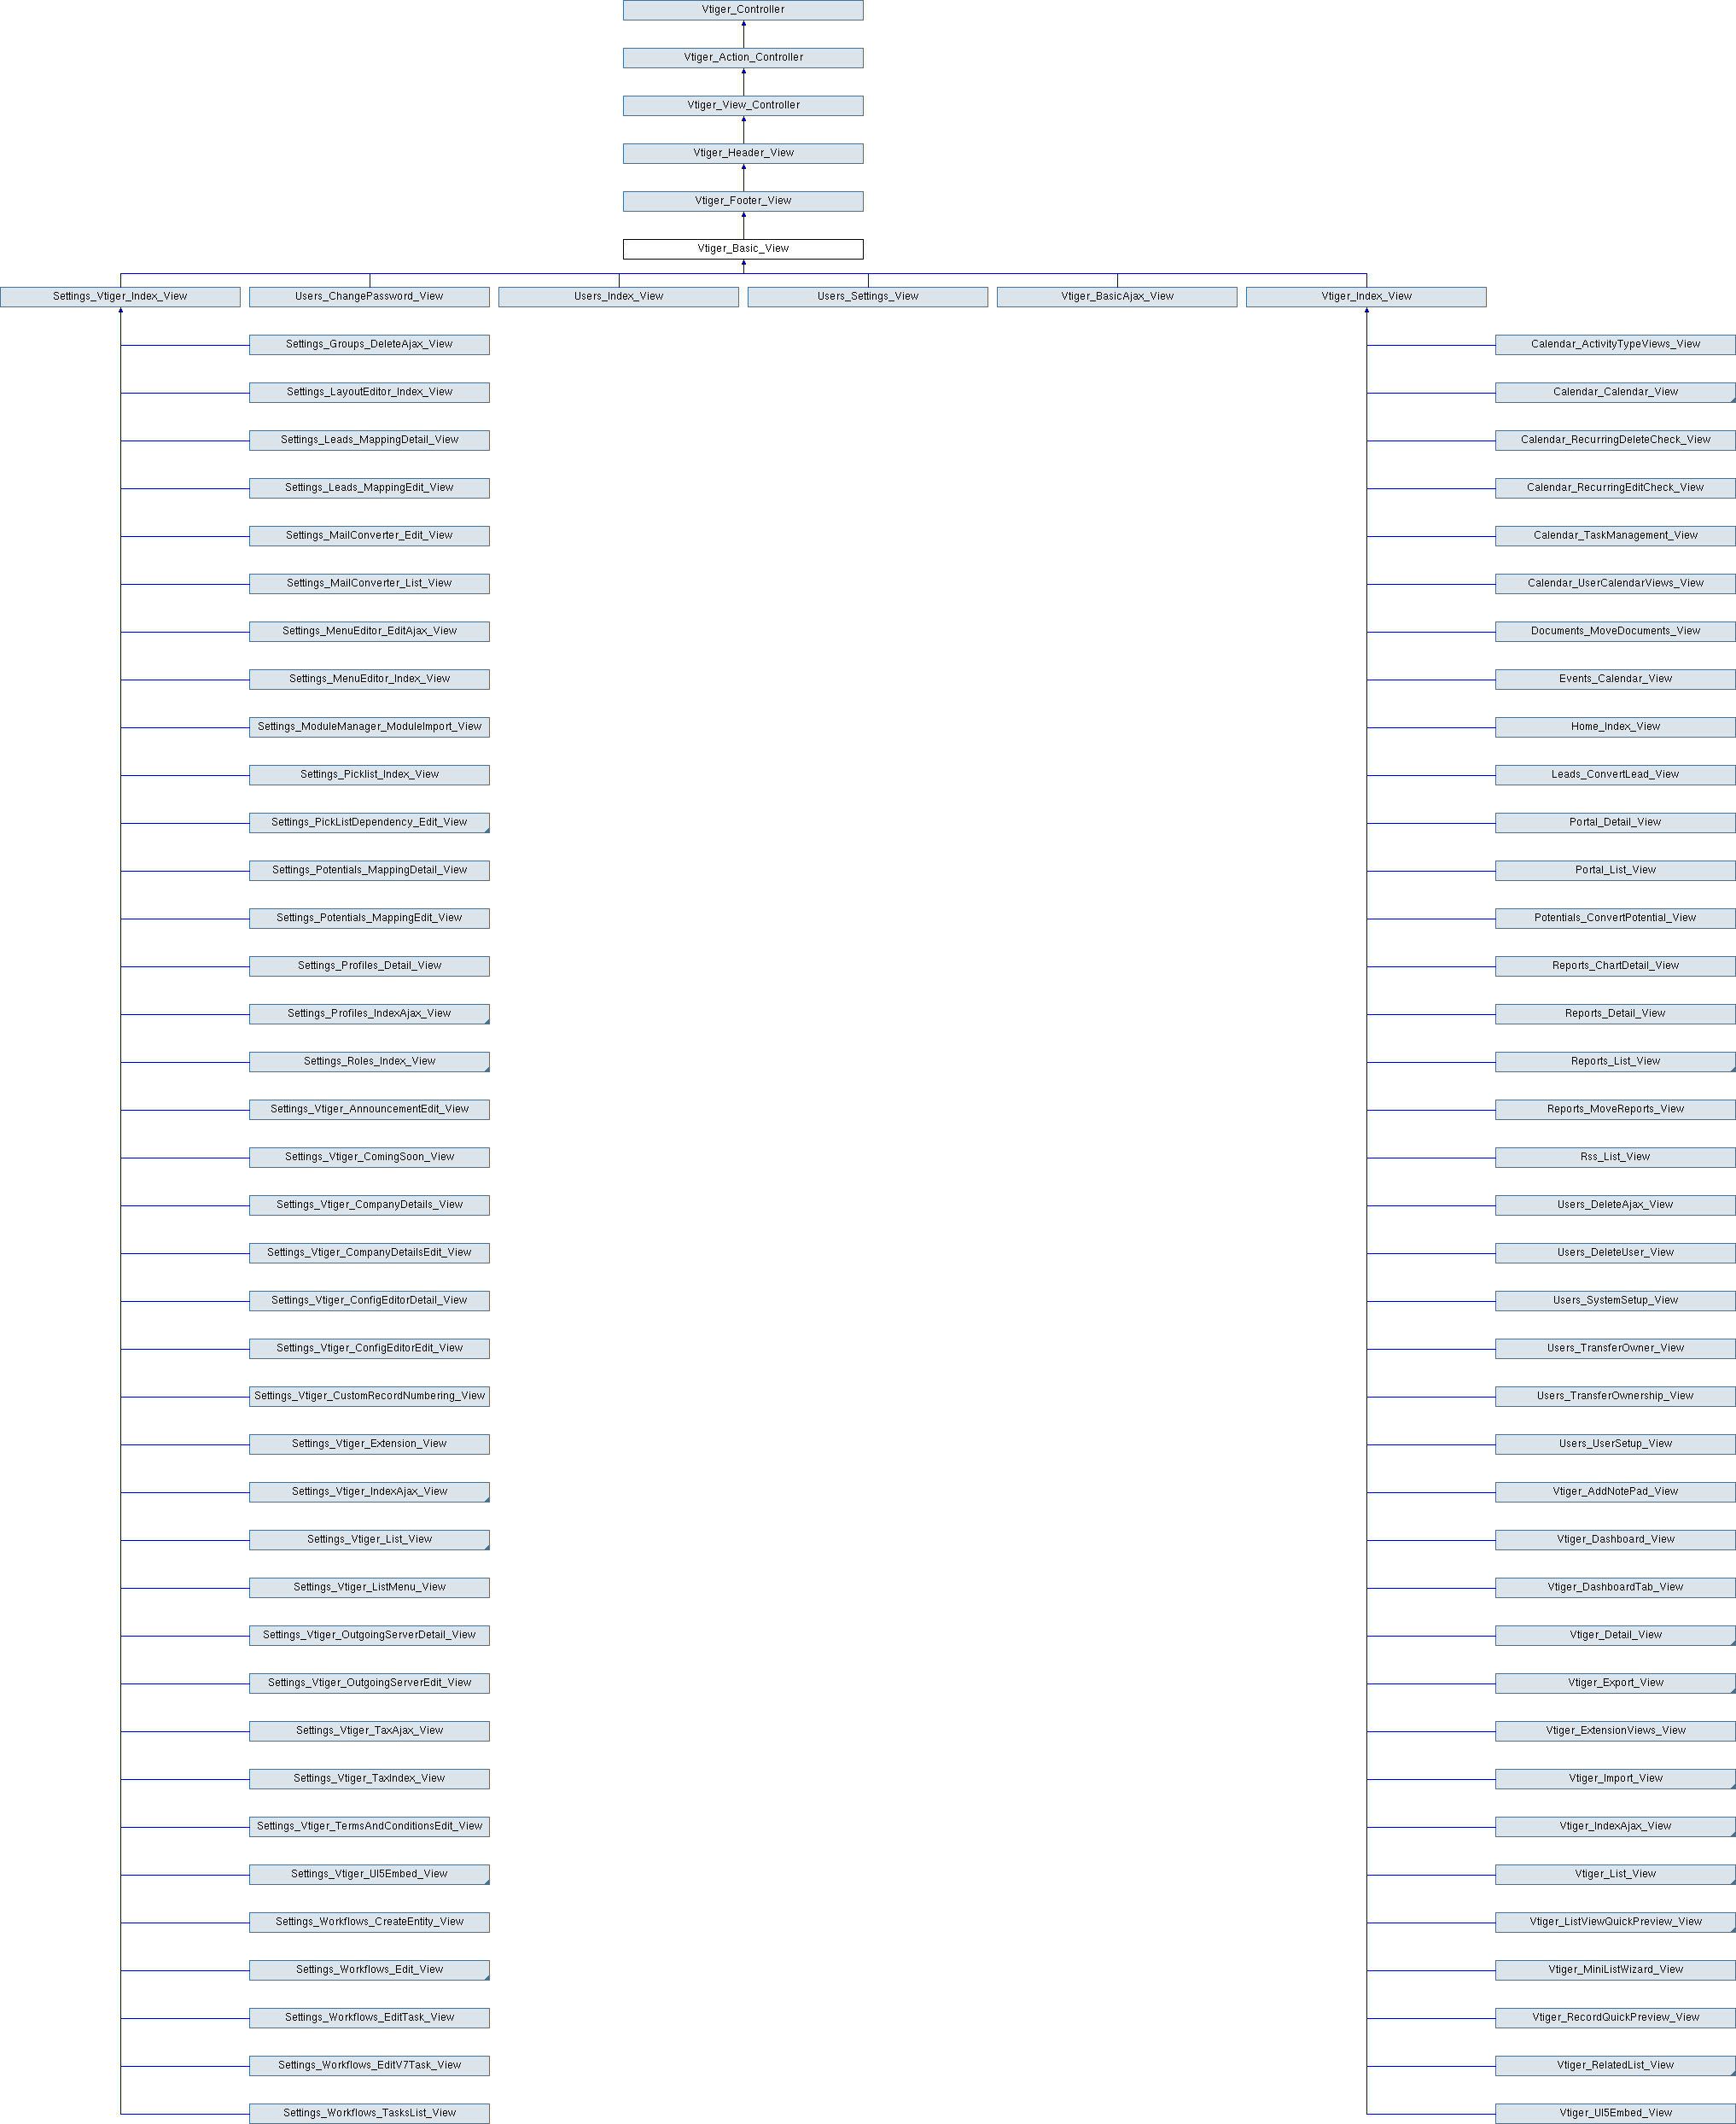 Vtiger_Controller
Vtiger_Action_Controller
Vtiger_View_Controller
Vtiger_Header_View
Vtiger_Footer_View
Vtiger_Basic_View
Settings_Vtiger_Index_View
Users_ChangePassword_View
Users_Index_View
Users_Settings_View
Vtiger_BasicAjax_View
Vtiger_Index_View
Settings_Groups_DeleteAjax_View
Settings_LayoutEditor_Index_View
Settings_Leads_MappingDetail_View
Settings_Leads_MappingEdit_View
Settings_MailConverter_Edit_View
Settings_MailConverter_List_View
Settings_MenuEditor_EditAjax_View
Settings_MenuEditor_Index_View
Settings_ModuleManager_ModuleImport_View
Settings_Picklist_Index_View
Settings_PickListDependency_Edit_View
Settings_Potentials_MappingDetail_View
Settings_Potentials_MappingEdit_View
Settings_Profiles_Detail_View
Settings_Profiles_IndexAjax_View
Settings_Roles_Index_View
Settings_Vtiger_AnnouncementEdit_View
Settings_Vtiger_ComingSoon_View
Settings_Vtiger_CompanyDetails_View
Settings_Vtiger_CompanyDetailsEdit_View
Settings_Vtiger_ConfigEditorDetail_View
Settings_Vtiger_ConfigEditorEdit_View
Settings_Vtiger_CustomRecordNumbering_View
Settings_Vtiger_Extension_View
Settings_Vtiger_IndexAjax_View
Settings_Vtiger_List_View
Settings_Vtiger_ListMenu_View
Settings_Vtiger_OutgoingServerDetail_View
Settings_Vtiger_OutgoingServerEdit_View
Settings_Vtiger_TaxAjax_View
Settings_Vtiger_TaxIndex_View
Settings_Vtiger_TermsAndConditionsEdit_View
Settings_Vtiger_UI5Embed_View
Settings_Workflows_CreateEntity_View
Settings_Workflows_Edit_View
Settings_Workflows_EditTask_View
Settings_Workflows_EditV7Task_View
Settings_Workflows_TasksList_View
Calendar_ActivityTypeViews_View
Calendar_Calendar_View
Calendar_RecurringDeleteCheck_View
Calendar_RecurringEditCheck_View
Calendar_TaskManagement_View
Calendar_UserCalendarViews_View
Documents_MoveDocuments_View
Events_Calendar_View
Home_Index_View
Leads_ConvertLead_View
Portal_Detail_View
Portal_List_View
Potentials_ConvertPotential_View
Reports_ChartDetail_View
Reports_Detail_View
Reports_List_View
Reports_MoveReports_View
Rss_List_View
Users_DeleteAjax_View
Users_DeleteUser_View
Users_SystemSetup_View
Users_TransferOwner_View
Users_TransferOwnership_View
Users_UserSetup_View
Vtiger_AddNotePad_View
Vtiger_Dashboard_View
Vtiger_DashboardTab_View
Vtiger_Detail_View
Vtiger_Export_View
Vtiger_ExtensionViews_View
Vtiger_Import_View
Vtiger_IndexAjax_View
Vtiger_List_View
Vtiger_ListViewQuickPreview_View
Vtiger_MiniListWizard_View
Vtiger_RecordQuickPreview_View
Vtiger_RelatedList_View
Vtiger_UI5Embed_View